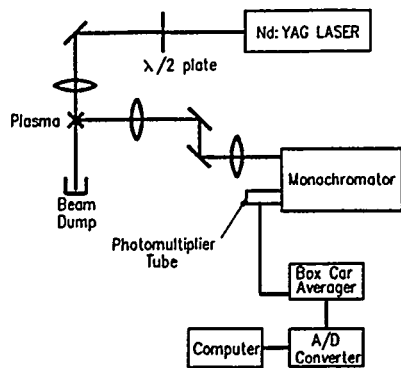 Nd:YAG LASER
λ/2 plate
Plasma
Beam
Dump
Monochromator
Photomultiplier
Tube
Box Car
Averager
Computer
A/D
Converter